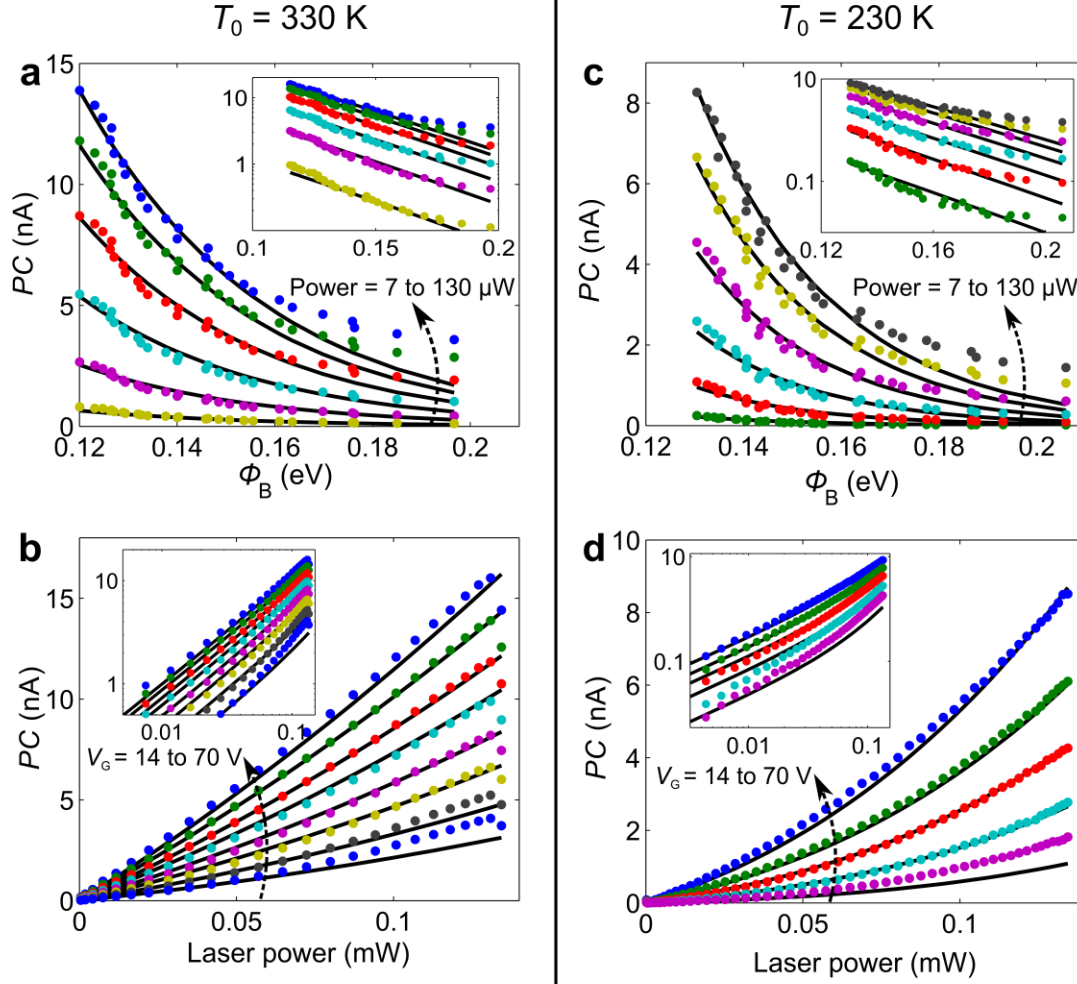 T₀ = 330 K
T₀ = 230 K
a
15
10
5
0
PC (nA)
0.12
0.14
0.16
0.18
0.2
Φ_B (eV)
10
1
0.1
0.15
0.2
Power = 7 to 130 μW
c
8
6
4
2
0
PC (nA)
0.12
0.14
0.16
0.18
0.2
Φ_B (eV)
10
0.1
0.12
0.16
0.2
Power = 7 to 130 μW
b
15
10
5
0
PC (nA)
0
0.05
0.1
Laser power (mW)
10
1
0.01
0.1
V_G = 14 to 70 V
d
10
8
6
4
2
0
PC (nA)
0
0.05
0.1
Laser power (mW)
10
0.1
0.01
0.1
V_G = 14 to 70 V